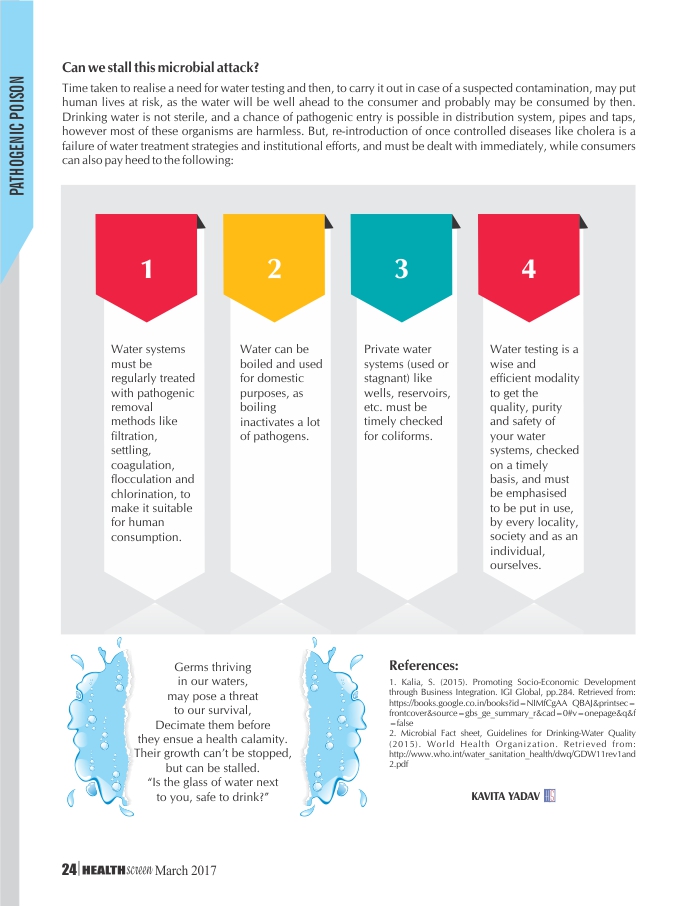 PATHOGENIC POISON
Can we stall this microbial attack?
Time taken to realise a need for water testing and then, to carry it out in case of a suspected contamination, may put
human lives at risk, as the water will be well ahead to the consumer and probably may be consumed by then.
Drinking water is not sterile, and a chance of pathogenic entry is possible in distribution system, pipes and taps,
however most of these organisms are harmless. But, re-introduction of once controlled diseases like cholera is a
failure of water treatment strategies and institutional efforts, and must be dealt with immediately, while consumers
can also pay heed to the following:
1
Water systems
must be
regularly treated
with pathogenic
removal
methods like
filtration,
settling,
coagulation,
flocculation and
chlorination, to
make it suitable
for human
consumption.
2
Water can be
boiled and used
for domestic
purposes, as
boiling
inactivates a lot
of pathogens.
3
Private water
systems (used or
stagnant) like
wells, reservoirs,
etc. must be
timely checked
for coliforms.
4
Water testing is a
wise and
efficient modality
to get the
quality, purity
and safety of
your water
systems, checked
on a timely
basis, and must
be emphasised
to be put in use,
by every locality,
society and as an
individual,
ourselves.
Germs thriving
in our waters,
may pose a threat
to our survival,
Decimate them before
they ensue a health calamity.
Their growth can't be stopped,
but can be stalled.
"Is the glass of water next
to you, safe to drink?"
References:
1. Kalia, S. (2015). Promoting Socio-Economic Development
through Business Integration. IGI Global, pp.284. Retrieved from:
https://books.google.co.in/books?id=NIMfCgAA QBAJ&printsec=
frontcover&source=gbs_ge_summary_r&cad=0#v=onepage&q&f
=false
2. Microbial Fact sheet, Guidelines for Drinking-Water Quality
(2015). World Health Organization. Retrieved from:
http://www.who.int/water_sanitation_health/dwq/GDW11rev1and
2.pdf
KAVITA YADAV
24 HEALTH screen March 2017